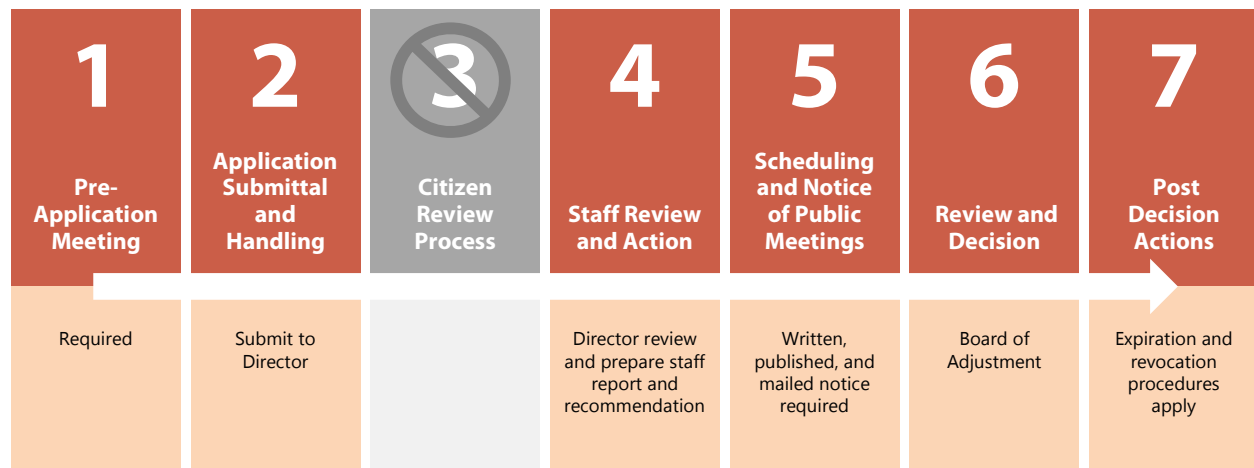 1
Pre-
Application
Meeting
Required
2
Application
Submittal
and
Handling
Submit to
Director
3
Citizen
Review
Process
4
Staff Review
and Action
Director review
and prepare staff
report and
recommendation
5
Scheduling
and Notice
of Public
Meetings
Written,
published, and
mailed notice
required
6
Review and
Decision
Board of
Adjustment
7
Post
Decision
Actions
Expiration and
revocation
procedures
apply